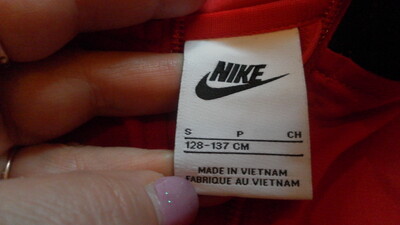 NIKE
S P CH
128-137 CM
MADE IN VIETNAM
FABRIQUE AU VIETNAM